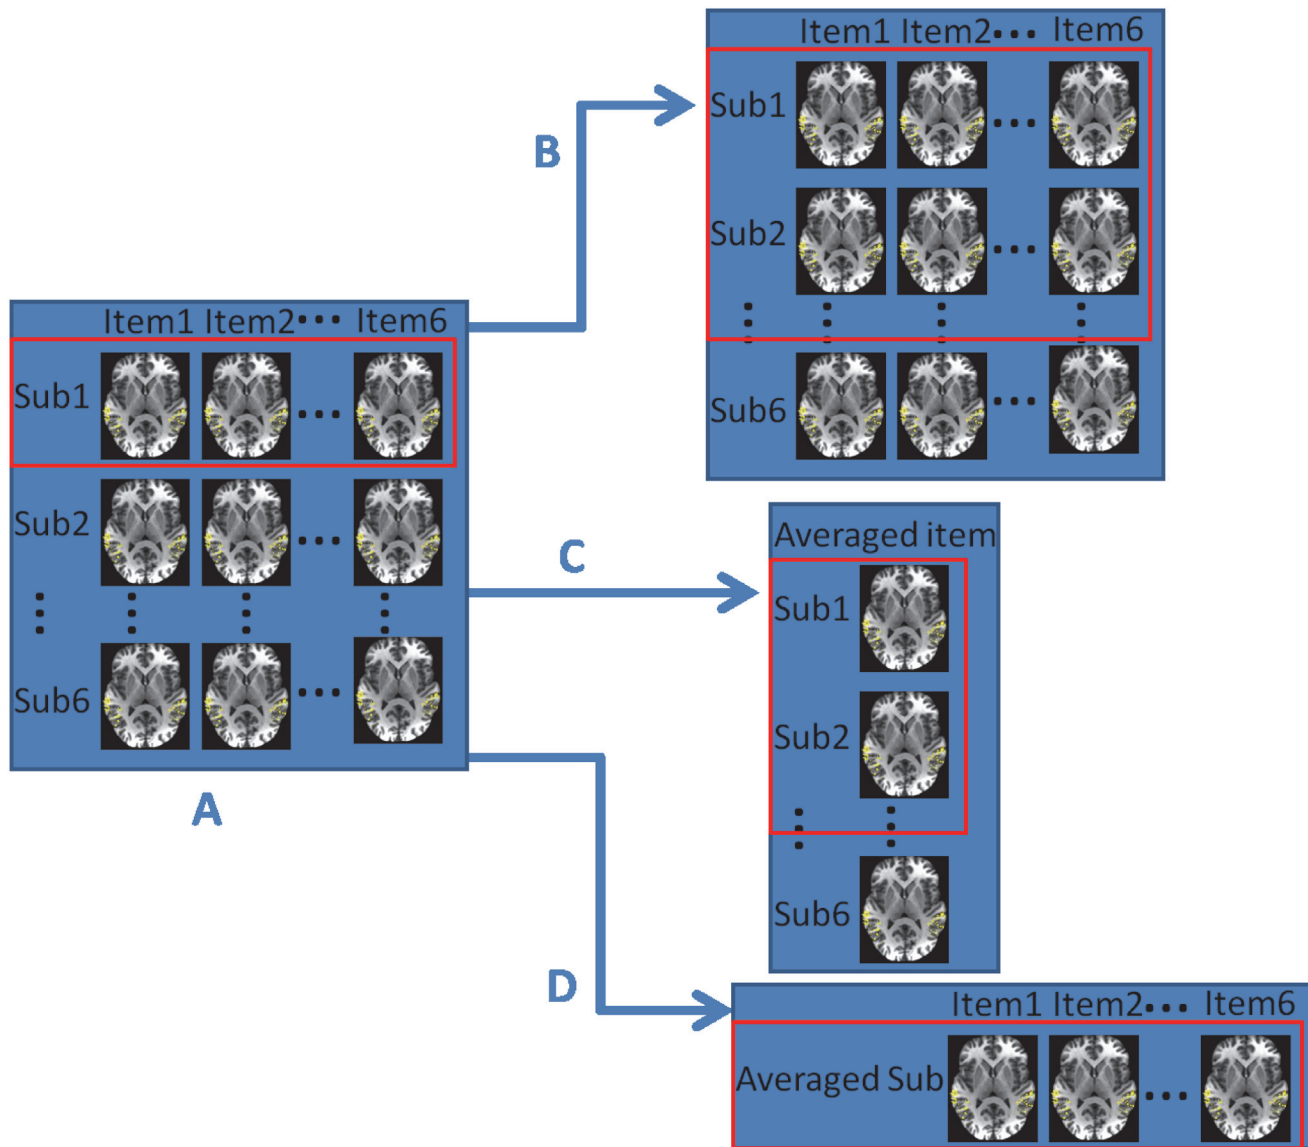 Item1 Item2 ... Item6
Sub1 ...
Sub2 ...
Sub6 ...
B
Item1 Item2 ... Item6
Sub1 ...
Sub2 ...
Sub6 ...
A
C
Averaged item
Sub1
Sub2
Sub6
D
Item1 Item2 ... Item6
Averaged Sub ...